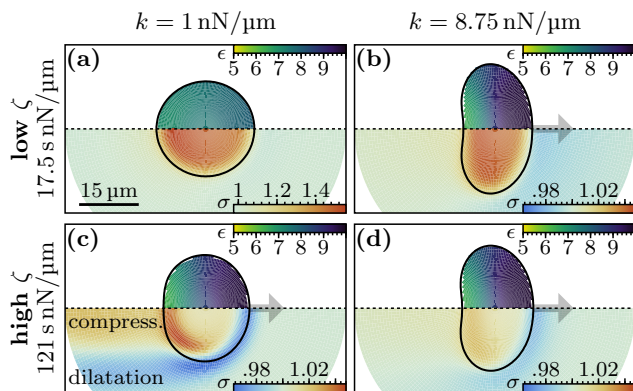 k = 1 nN/µm
k = 8.75 nN/µm
low ζ
17.5 s nN/µm
(a)
ϵ
5 6 7 8 9
15 µm
σ
1 1.2 1.4
(b)
ϵ
5 6 7 8 9
σ
.98 1.02
high ζ
121 s nN/µm
(c)
ϵ
5 6 7 8 9
compress.
dilatation
σ
.98 1.02
(d)
ϵ
5 6 7 8 9
σ
.98 1.02